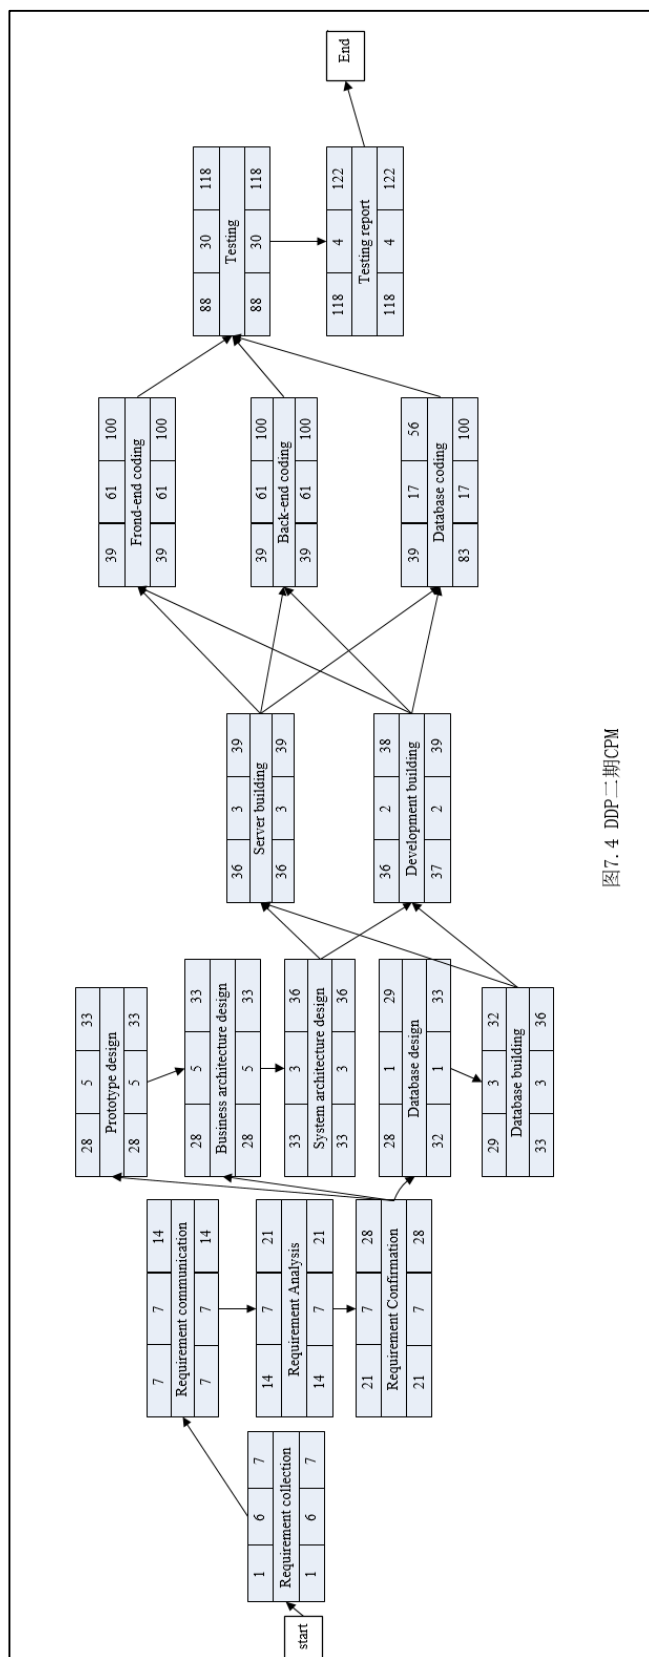 start
1 6 7
Requirement collection
1 6 7
7 7 14
Requirement communication
7 7 14
14 7 21
Requirement Analysis
14 7 21
21 7 28
Requirement Confirmation
21 7 28
28 5 33
Prototype design
28 5 33
28 5 33
Business architecture design
28 5 33
33 3 36
System architecture design
33 3 36
28 1 29
Database design
32 1 33
29 3 32
Database building
33 3 36
36 3 39
Server building
36 3 39
36 2 38
Development building
37 2 39
39 61 100
Frond-end coding
39 61 100
39 61 100
Back-end coding
39 61 100
39 17 56
Database coding
83 17 100
88 30 118
Testing
88 30 118
118 4 122
Testing report
118 4 122
End
图7.4 DDP二期CPM